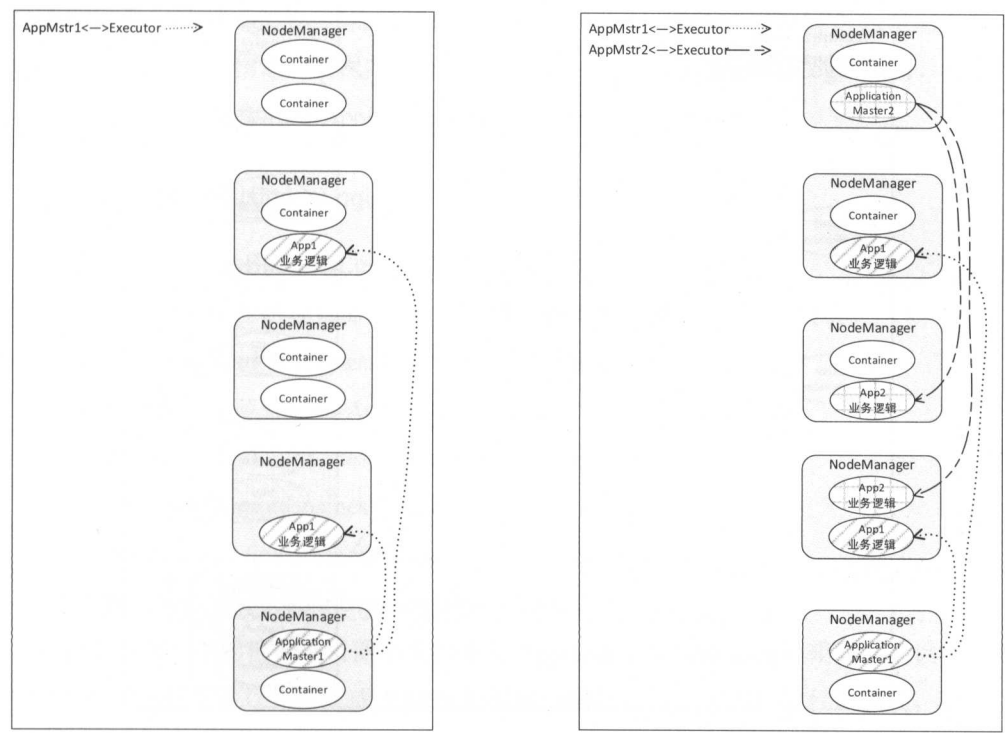 AppMstr1<—>Executor
NodeManager
Container
Container
NodeManager
Container
App1
业务逻辑
NodeManager
Container
Container
NodeManager
App1
业务逻辑
NodeManager
Application
Master1
Container
AppMstr1<—>Executor
AppMstr2<—>Executor
NodeManager
Container
Application
Master2
NodeManager
Container
App1
业务逻辑
NodeManager
Container
App2
业务逻辑
NodeManager
App2
业务逻辑
App1
业务逻辑
NodeManager
Application
Master1
Container